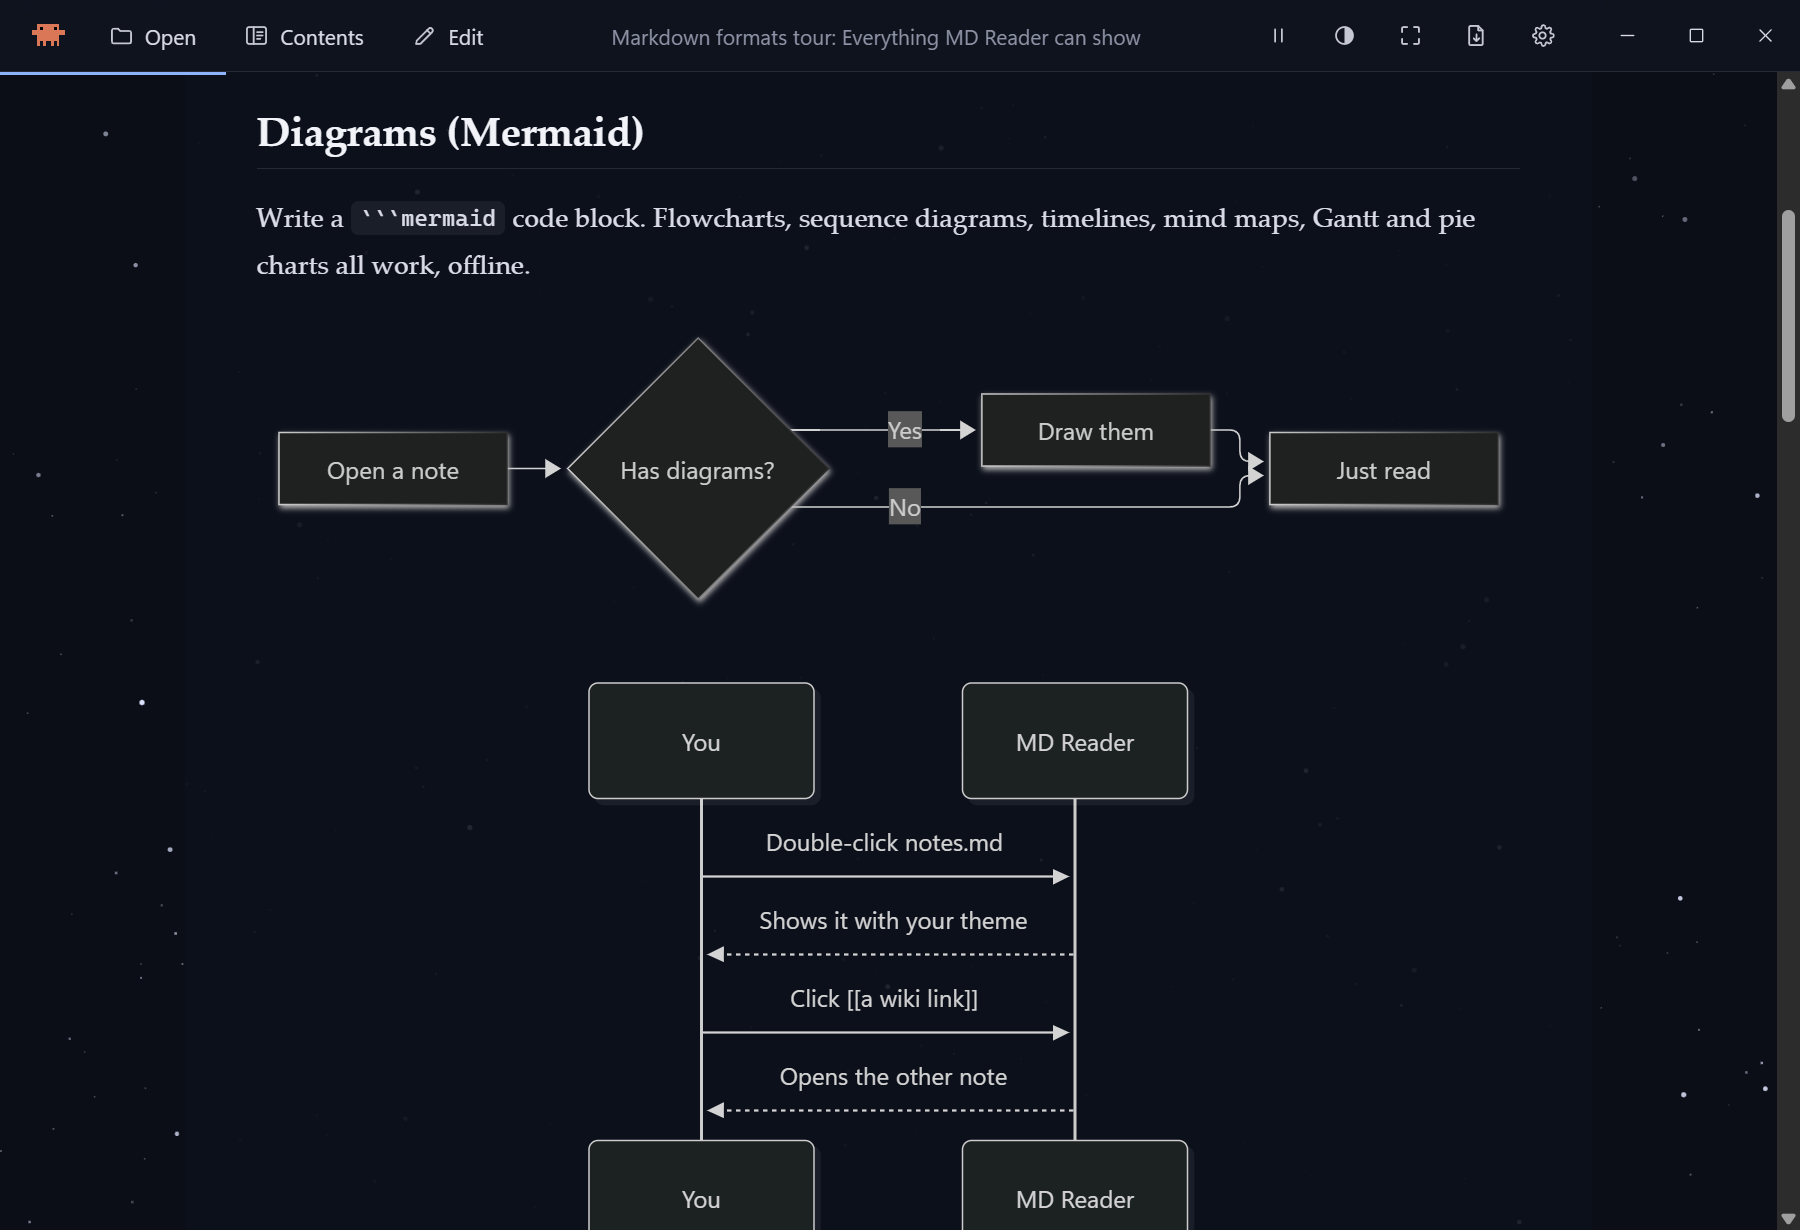 Open
Contents
Edit
Markdown formats tour: Everything MD Reader can show
Diagrams (Mermaid)
Write a ```mermaid code block. Flowcharts, sequence diagrams, timelines, mind maps, Gantt and pie
charts all work, offline.
Open a note
Has diagrams?
Yes
No
Draw them
Just read
You
MD Reader
Double-click notes.md
Shows it with your theme
Click [[a wiki link]]
Opens the other note
You
MD Reader